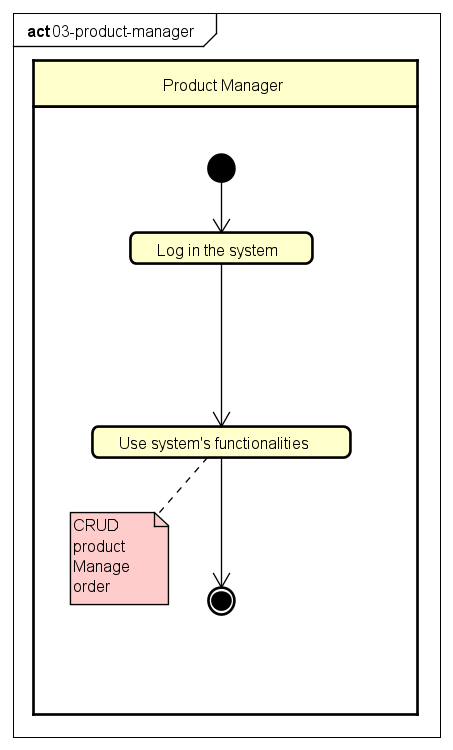 act 03-product-manager
Product Manager
Log in the system
Use system's functionalities
CRUD
product
Manage
order